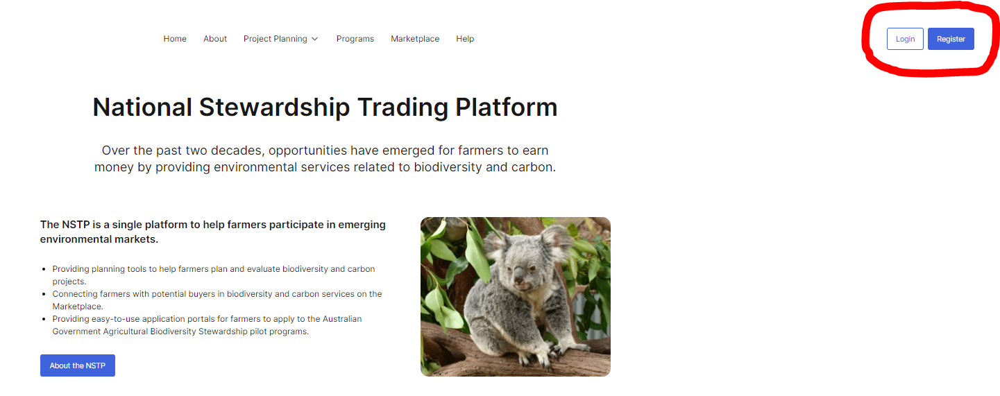 Home About Project Planning Programs Marketplace Help Login Register
National Stewardship Trading Platform
Over the past two decades, opportunities have emerged for farmers to earn
money by providing environmental services related to biodiversity and carbon.
The NSTP is a single platform to help farmers participate in emerging
environmental markets.
Providing planning tools to help farmers plan and evaluate biodiversity and carbon
projects.
Connecting farmers with potential buyers in biodiversity and carbon services on the
Marketplace.
Providing easy-to-use application portals for farmers to apply to the Australian
Government Agricultural Biodiversity Stewardship pilot programs.
About the NSTP